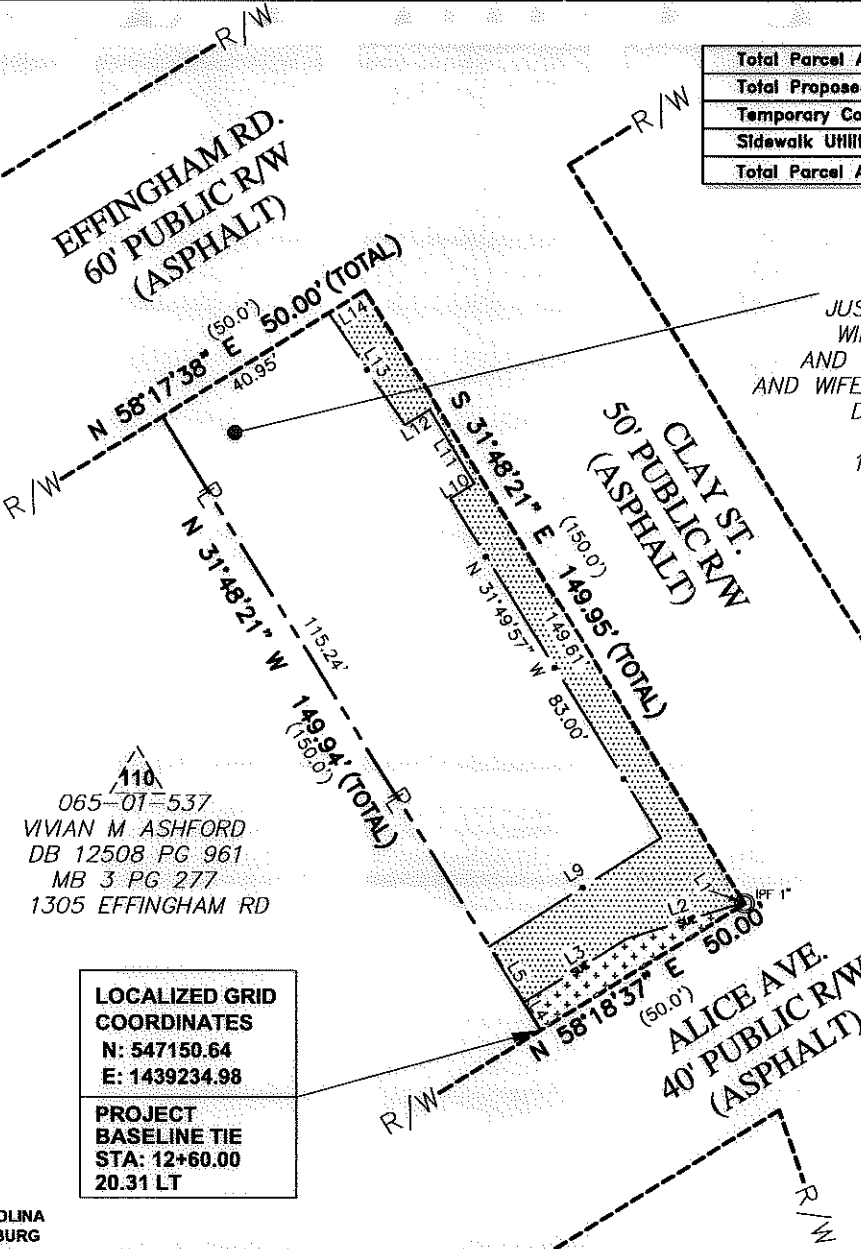 R/W
EFFINGHAM RD.
60' PUBLIC R/W
(ASPHALT)
Total Parcel
Total
Temporary
Sidewalk
Total Parcel
R/W
N 58°17'38" E 50.00' (TOTAL)
(50.0')
40.95'
R/W
L14
L13
L12
L11
L10
S 31°48'21" E 149.95' (TOTAL)
(150.0')
149.61
CLAY ST.
50' PUBLIC R/W
(ASPHALT)
AND
AND WIFE
N 31°48'21" W 149.94' (TOTAL)
(150.0')
115.24'
N 31°49'57" W 83.00'
110
065-01-537
VIVIAN M ASHFORD
DB 12508 PG 961
MB 3 PG 277
1305 EFFINGHAM RD
L9
L1
IPF 1"
L2
SUE
L3
SUE
L5
L4
N 58°18'37" E 50.00'
(50.0')
ALICE AVE.
40' PUBLIC R/W
(ASPHALT)
LOCALIZED GRID
COORDINATES
N: 547150.64
E: 1439234.98
PROJECT
BASELINE TIE
STA: 12+60.00
20.31 LT
R/W
R/W
OLINA
BURG